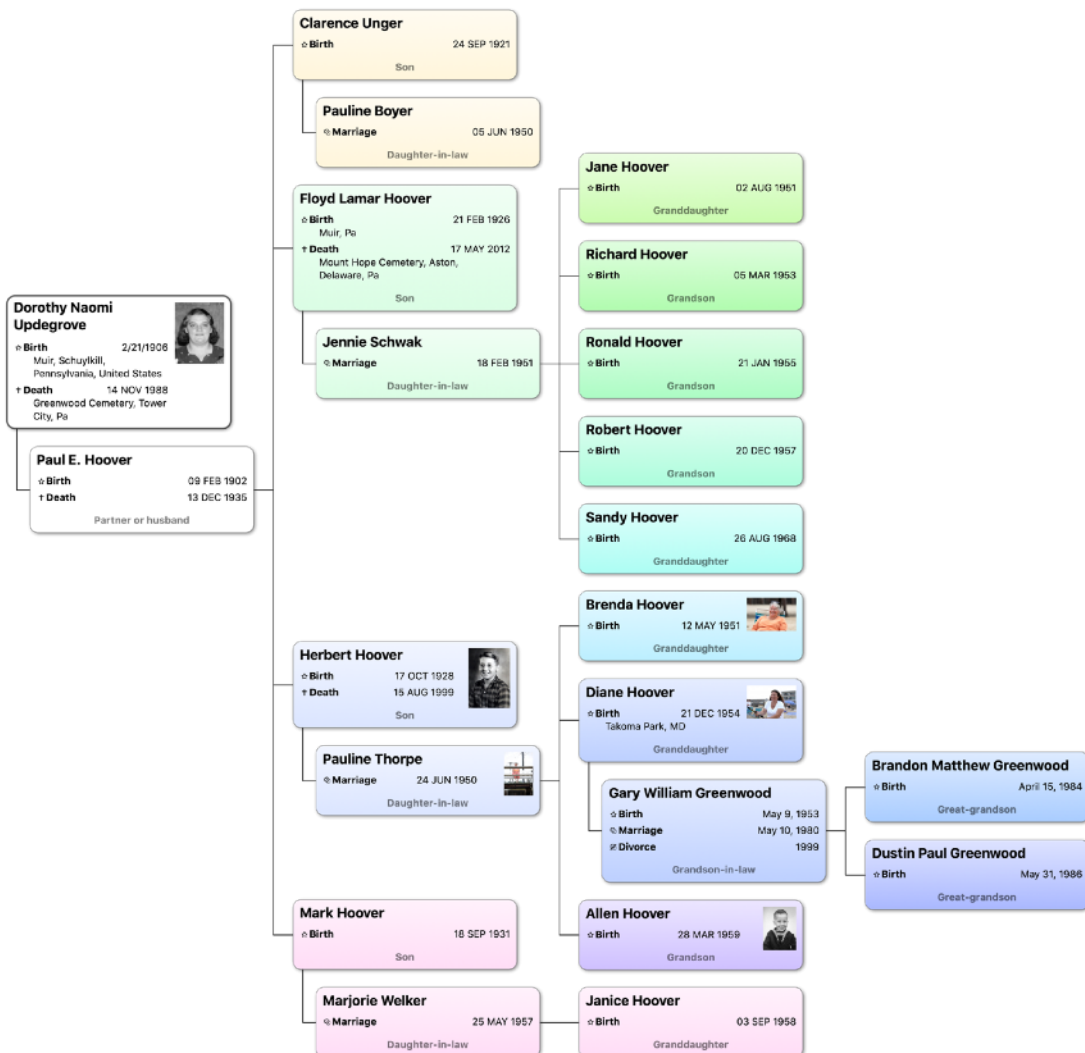 Dorothy Naomi
Updegrove
☆ Birth 2/21/1906
Muir, Schuylkill,
Pennsylvania, United States
† Death 14 NOV 1988
Greenwood Cemetery, Tower
City, Pa
Paul E. Hoover
☆ Birth 09 FEB 1902
† Death 13 DEC 1935
Partner or husband
Clarence Unger
☆ Birth 24 SEP 1921
Son
Pauline Boyer
Marriage 05 JUN 1950
Daughter-in-law
Floyd Lamar Hoover
☆ Birth 21 FEB 1926
Muir, Pa
† Death 17 MAY 2012
Mount Hope Cemetery, Aston,
Delaware, Pa
Son
Jennie Schwak
Marriage 18 FEB 1951
Daughter-in-law
Jane Hoover
☆ Birth 02 AUG 1951
Granddaughter
Richard Hoover
☆ Birth 05 MAR 1953
Grandson
Ronald Hoover
☆ Birth 21 JAN 1955
Grandson
Robert Hoover
☆ Birth 20 DEC 1957
Grandson
Sandy Hoover
☆ Birth 26 AUG 1968
Granddaughter
Herbert Hoover
☆ Birth 17 OCT 1928
† Death 15 AUG 1999
Son
Pauline Thorpe
Marriage 24 JUN 1950
Daughter-in-law
Brenda Hoover
☆ Birth 12 MAY 1951
Granddaughter
Diane Hoover
☆ Birth 21 DEC 1954
Takoma Park, MD
Granddaughter
Gary William Greenwood
☆ Birth May 9, 1953
Marriage May 10, 1980
Divorce 1999
Grandson-in-law
Brandon Matthew Greenwood
☆ Birth April 15, 1984
Great-grandson
Dustin Paul Greenwood
☆ Birth May 31, 1986
Great-grandson
Allen Hoover
☆ Birth 28 MAR 1959
Grandson
Mark Hoover
☆ Birth 18 SEP 1931
Son
Marjorie Welker
Marriage 25 MAY 1957
Daughter-in-law
Janice Hoover
☆ Birth 03 SEP 1958
Granddaughter